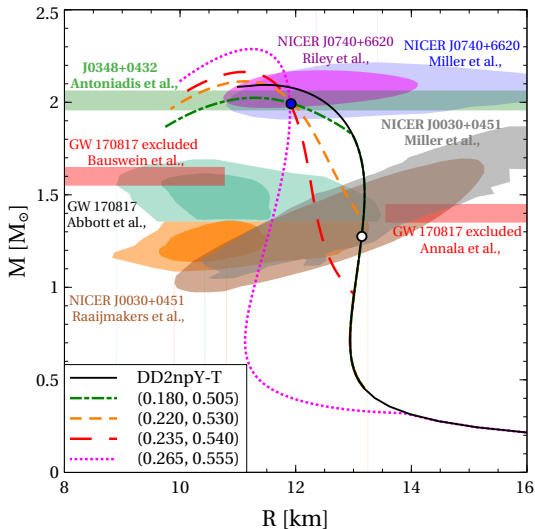 2.5
2
1.5
1
0.5
0
M [M⊙]
8
10
12
14
16
R [km]
J0348+0432
Antoniadis et al.,
NICER J0740+6620
Riley et al.,
NICER J0740+6620
Miller et al.,
GW 170817 excluded
Bauswein et al.,
NICER J0030+0451
Miller et al.,
GW 170817
Abbott et al.,
GW 170817 excluded
Annala et al.,
NICER J0030+0451
Raaijmakers et al.,
DD2npY-T
(0.180, 0.505)
(0.220, 0.530)
(0.235, 0.540)
(0.265, 0.555)